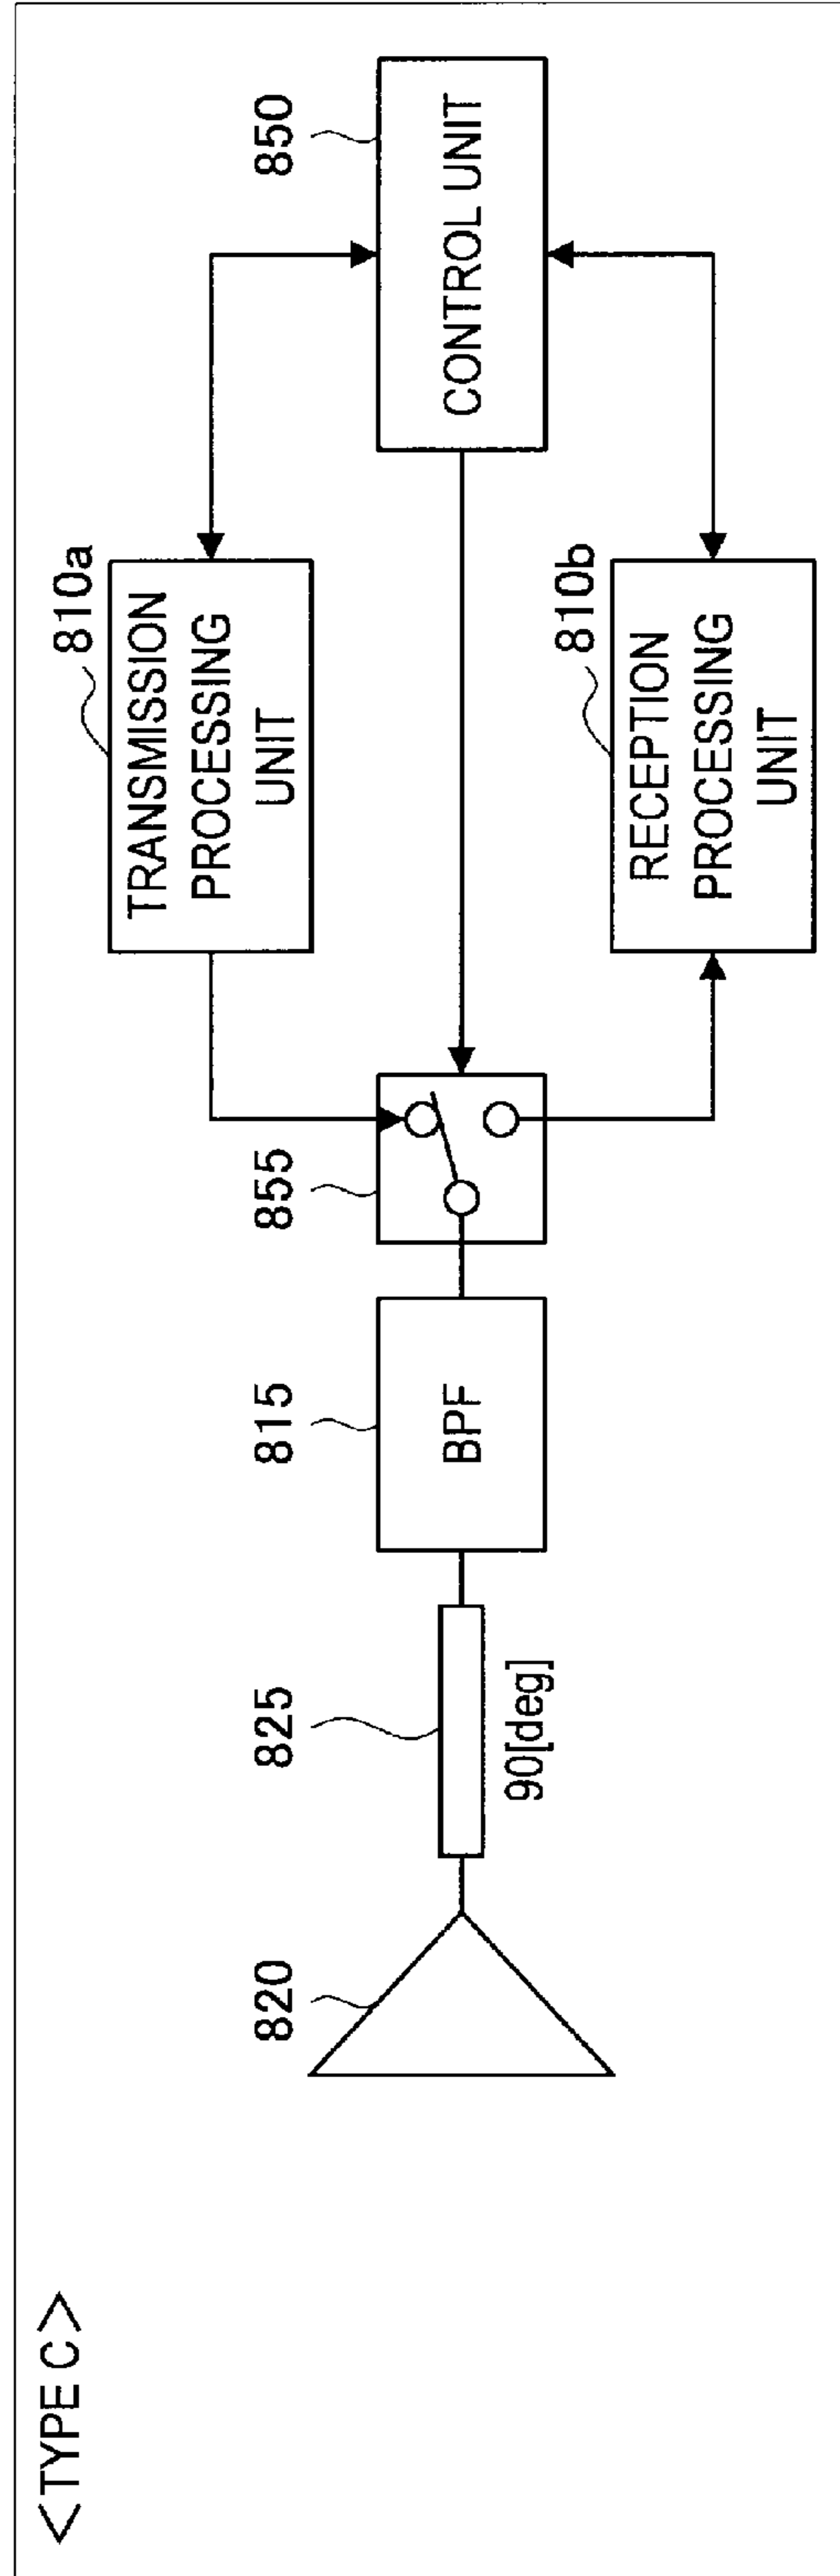 <TYPE C>
820
825
90[deg]
815
BPF
855
810a
TRANSMISSION
PROCESSING
UNIT
850
CONTROL UNIT
810b
RECEPTION
PROCESSING
UNIT